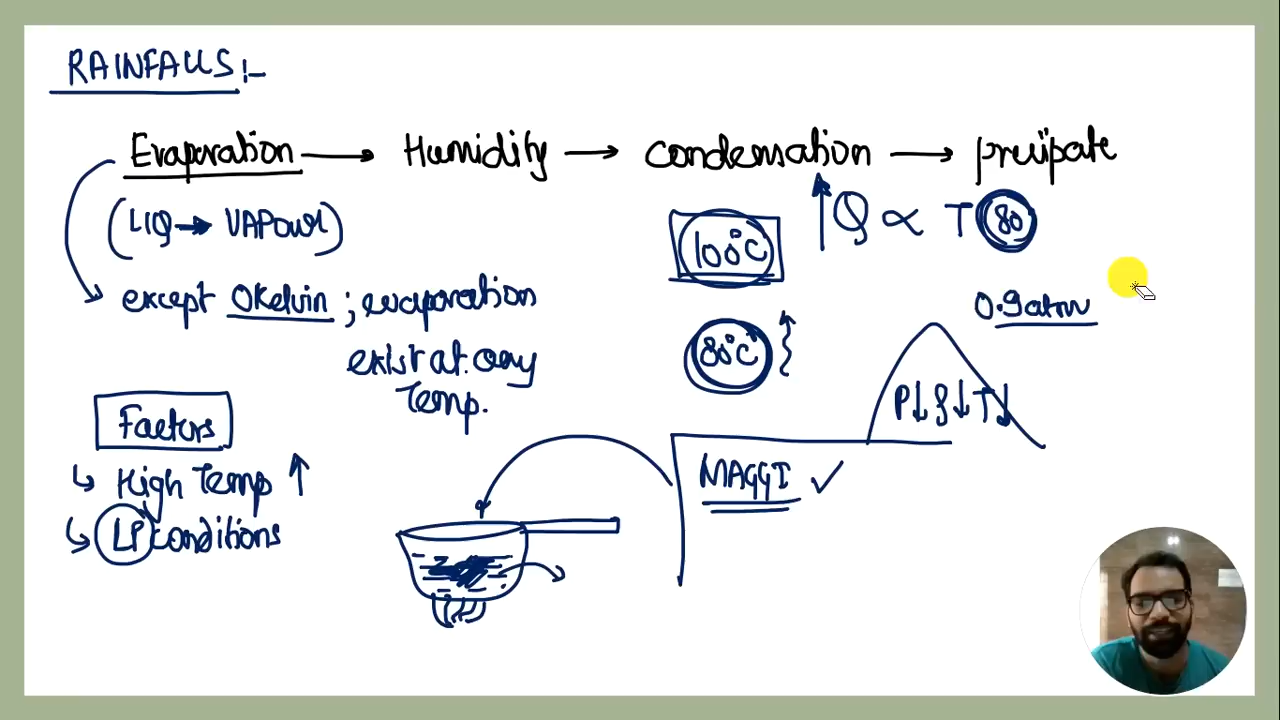 RAINFALLS:-
Evaporation → Humidity → condensation → precipate
(LIQ → VAPOUR)
100°C
↑ Q ∝ T 80
except 0Kelvin ; evaporation
exist at any
Temp.
80°C
0.9atm
P↓ ↓ T↓
Factors
↳ High Temp ↑
↳ LP conditions
MAGGI ✓